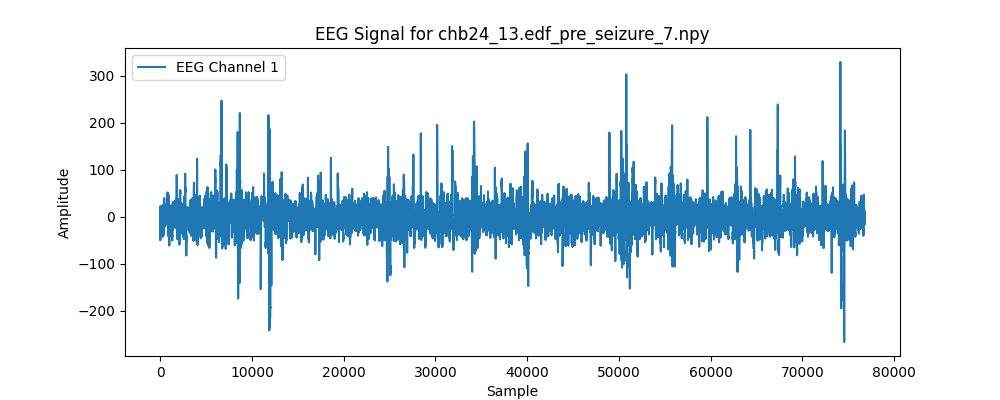 EEG Signal for chb24_13.edf_pre_seizure_7.npy
EEG Channel 1
300
200
100
0
−100
−200
Amplitude
0 10000 20000 30000 40000 50000 60000 70000 80000
Sample